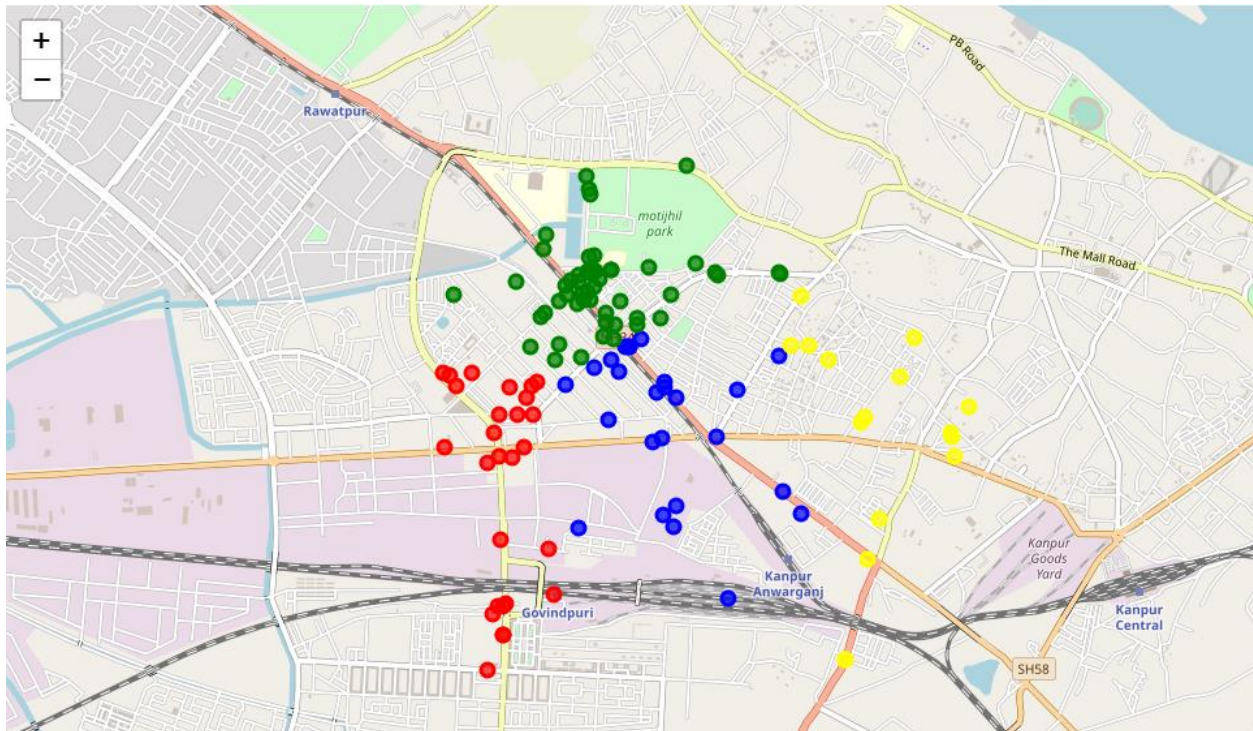 +
−
PB Road
Rawatpur
motijhil
park
The Mall Road
Kanpur
Goods
Yard
Kanpur
Anwarganj
Kanpur
Central
Govindpuri
SH58